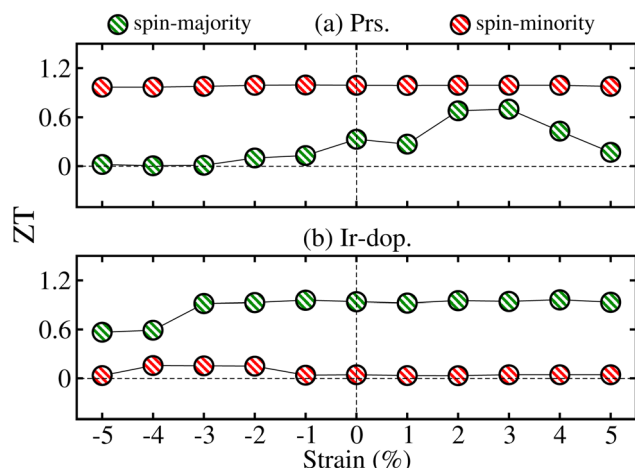 spin-majority (a) Prs. spin-minority
1.2
0.6
0
ZT
(b) Ir-dop.
1.2
0.6
0
-5 -4 -3 -2 -1 0 1 2 3 4 5
Strain (%)